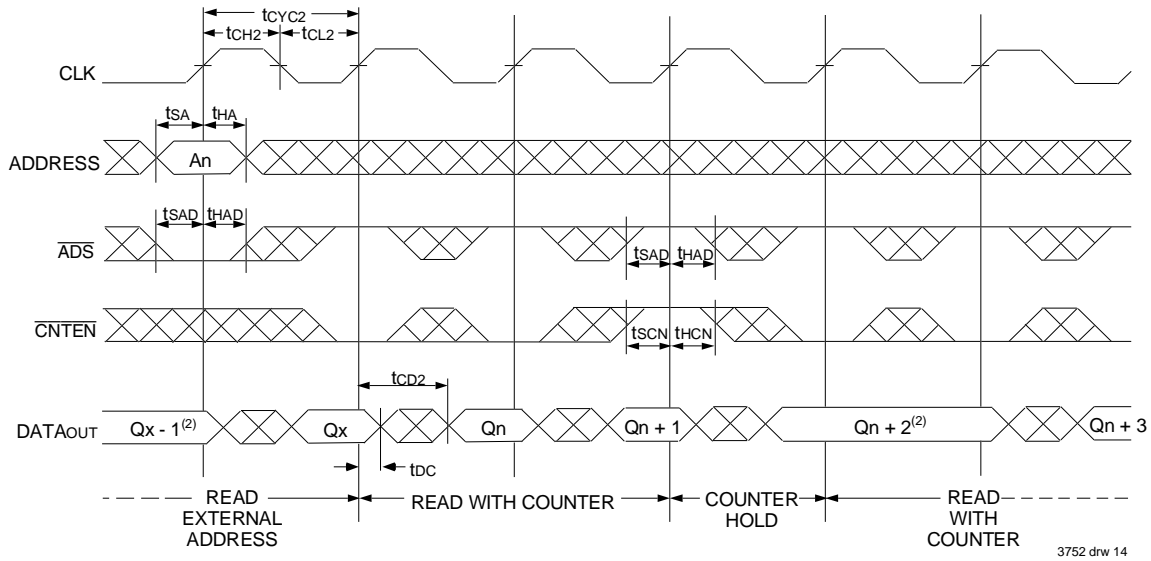 tCYC2
tCH2 tCL2
CLK
tSA tHA
ADDRESS An
tSAD tHAD
ADS tSAD tHAD
CNTEN tSCN tHCN
tCD2
DATAOUT Qx - 1(2) Qx Qn Qn + 1 Qn + 2(2) Qn + 3
tDC
READ EXTERNAL ADDRESS
READ WITH COUNTER
COUNTER HOLD
READ WITH COUNTER
3752 drw 14